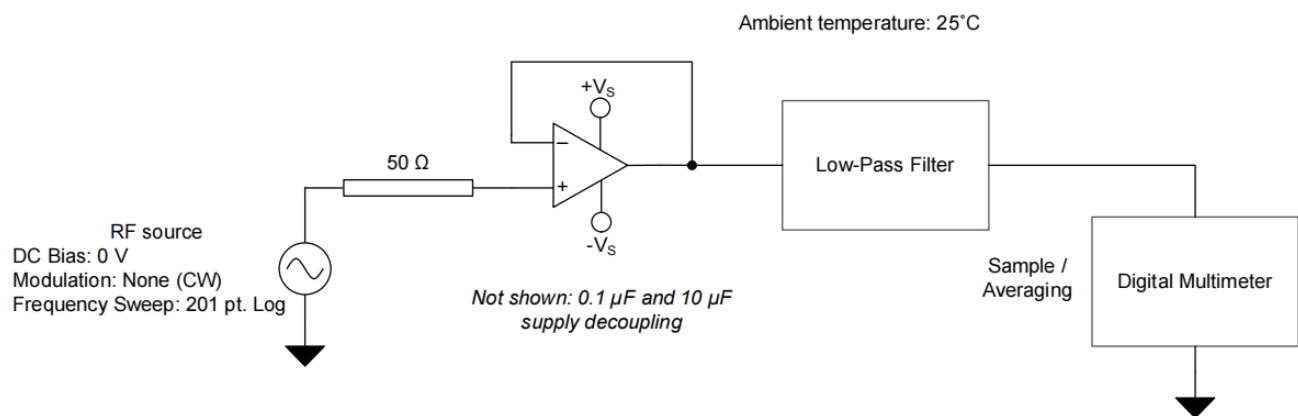 Ambient temperature: 25˚C
+VS
−
50 Ω
+
Low-Pass Filter
-VS
RF source
DC Bias: 0 V
Modulation: None (CW)
Frequency Sweep: 201 pt. Log
Not shown: 0.1 µF and 10 µF
supply decoupling
Sample /
Averaging
Digital Multimeter